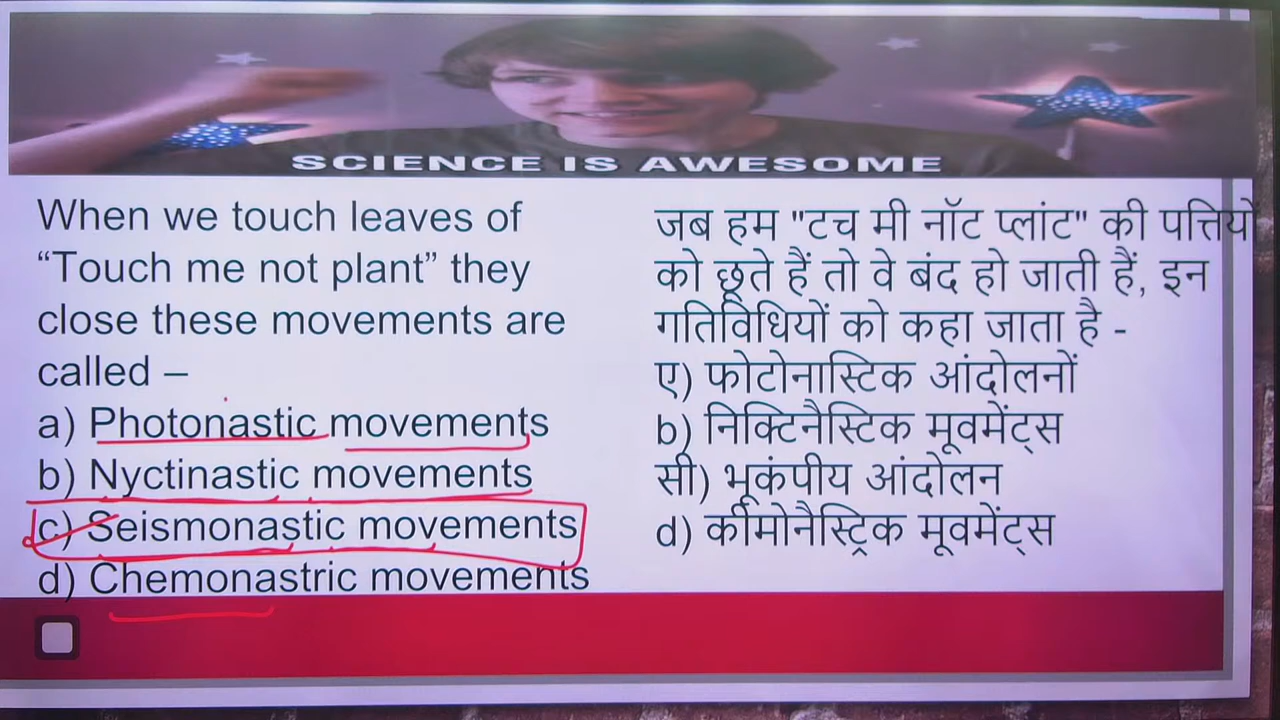 SCIENCE IS AWESOME
When we touch leaves of
“Touch me not plant” they
close these movements are
called –
a) Photonastic movements
b) Nyctinastic movements
c) Seismonastic movements
d) Chemonastric movements
जब हम "टच मी नॉट प्लांट" की पत्तियों
को छूते हैं तो वे बंद हो जाती हैं, इन
गतिविधियों को कहा जाता है -
ए) फोटोनास्टिक आंदोलनों
b) निक्टिनैस्टिक मूवमेंट्स
सी) भूकंपीय आंदोलन
d) कीमोनैस्ट्रिक मूवमेंट्स